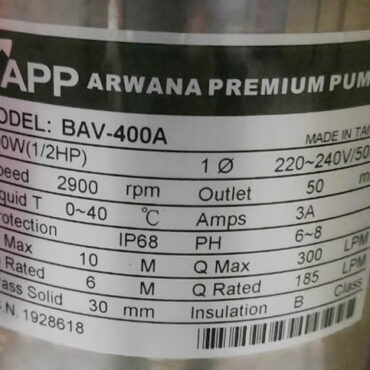 APP ARWANA PREMIUM PUM
ODEL: BAV-400A MADE IN TAI
0W(1/2HP) 1 Ø 220~240V/50
peed 2900 rpm Outlet 50 m
iquid T 0~40 ℃ Amps 3A
rotection IP68 PH 6~8
Max 10 M Q Max 300 LPM
Rated 6 M Q Rated 185 LPM
ass Solid 30 mm Insulation B Class
.N. 1928618